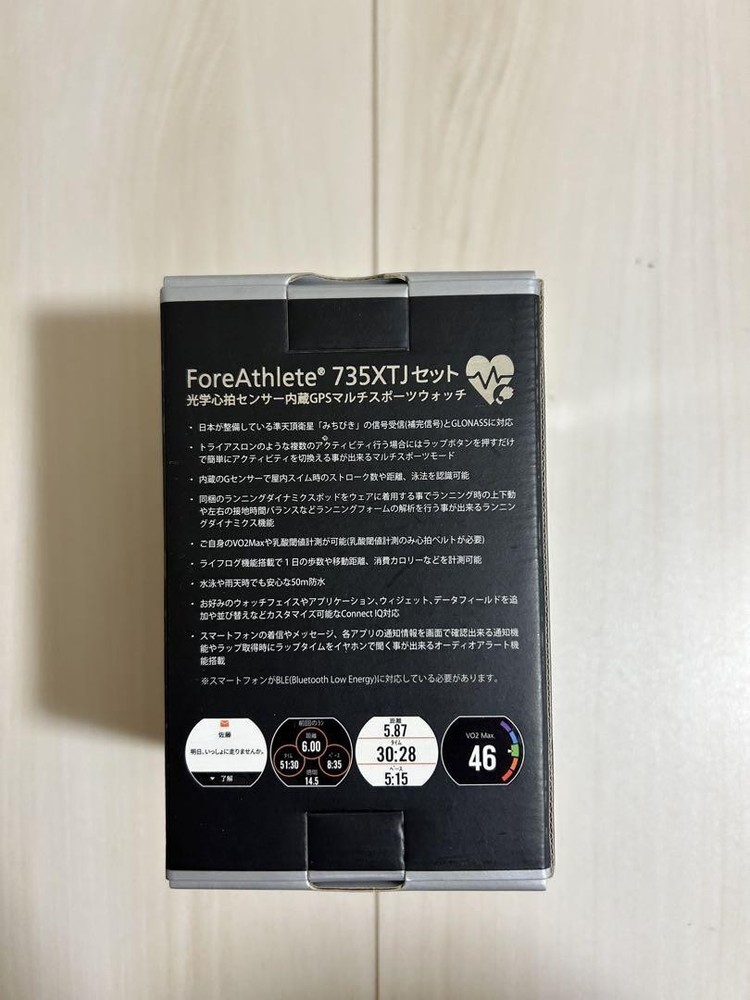 ForeAthlete® 735XTJセット
光学心拍センサー内蔵GPSマルチスポーツウォッチ
・ 日本が整備している準天頂衛星「みちびき」の信号受信(補完信号)とGLONASSに対応
・ トライアスロンのような複数のアクティビティ行う場合にはラップボタンを押すだけ
で簡単にアクティビティを切換える事が出来るマルチスポーツモード
・ 内蔵のGセンサーで屋内スイム時のストローク数や距離、泳法を認識可能
・ 同梱のランニングダイナミクスポッドをウェアに着用する事でランニング時の上下動
や左右の接地時間バランスなどランニングフォームの解析を行う事が出来るランニン
グダイナミクス機能
・ ご自身のVO2Maxや乳酸閾値計測が可能(乳酸閾値計測のみ心拍ベルトが必要)
・ ライフログ機能搭載で１日の歩数や移動距離、消費カロリーなどを計測可能
・ 水泳や雨天時でも安心な50m防水
・ お好みのウォッチフェイスやアプリケーション、ウィジェット、データフィールドを追
加や並び替えなどカスタマイズ可能なConnect IQ対応
・ スマートフォンの着信やメッセージ、各アプリの通知情報を画面で確認出来る通知機
能やラップ取得時にラップタイムをイヤホンで聞く事が出来るオーディオアラート機
能搭載
※スマートフォンがBLE(Bluetooth Low Energy)に対応している必要があります。
佐藤
明日、いっしょに走りませんか。
▼ 了解
前回のラン
距離
6.00
タイム
51:30
ペース
8:35
週間
14.5
距離
5.87
タイム
30:28
ペース
5:15
VO2 Max.
46